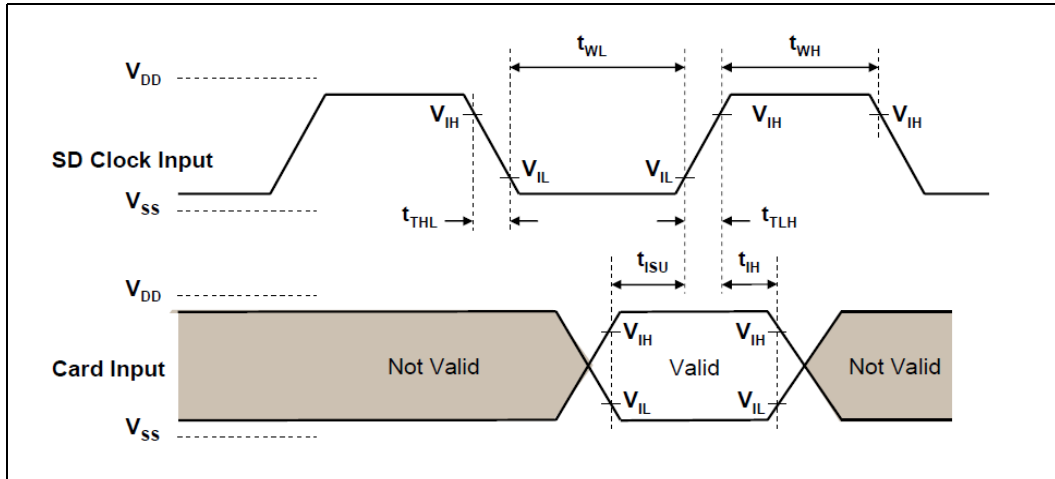 t_WL
t_WH
V_DD
V_IH
V_IH
V_IH
SD Clock Input
V_IL
V_IL
V_SS
t_THL
t_TLH
t_ISU
t_IH
V_DD
V_IH
V_IH
Card Input
Not Valid
Valid
Not Valid
V_IL
V_IL
V_SS